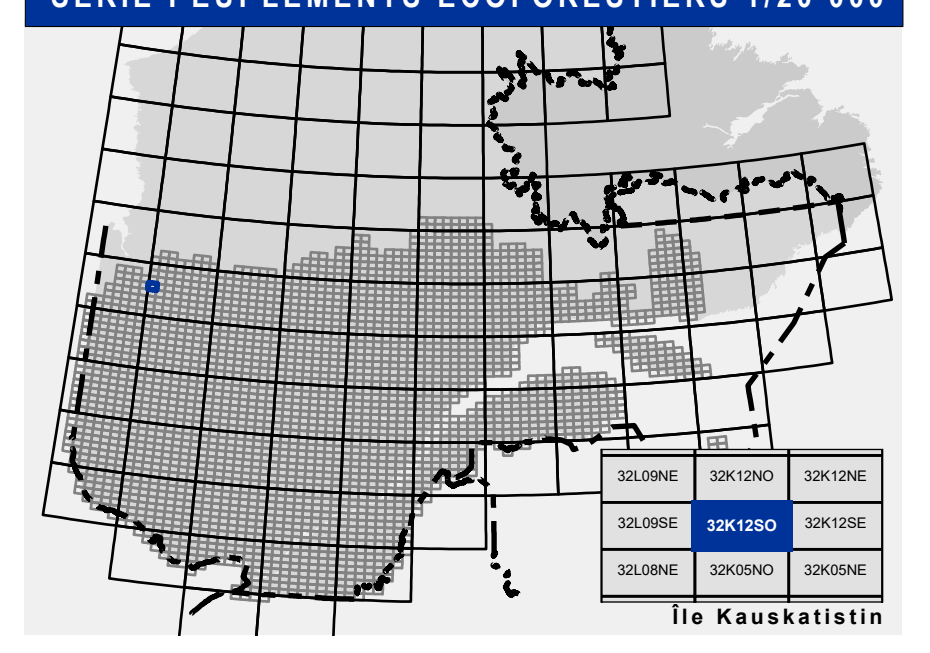 SÉRIE PEUPLEMENTS ÉCOFORESTIERS 1/20 000
32L09NE 32K12NO 32K12NE
32L09SE 32K12SO 32K12SE
32L08NE 32K05NO 32K05NE
Île Kauskatistin